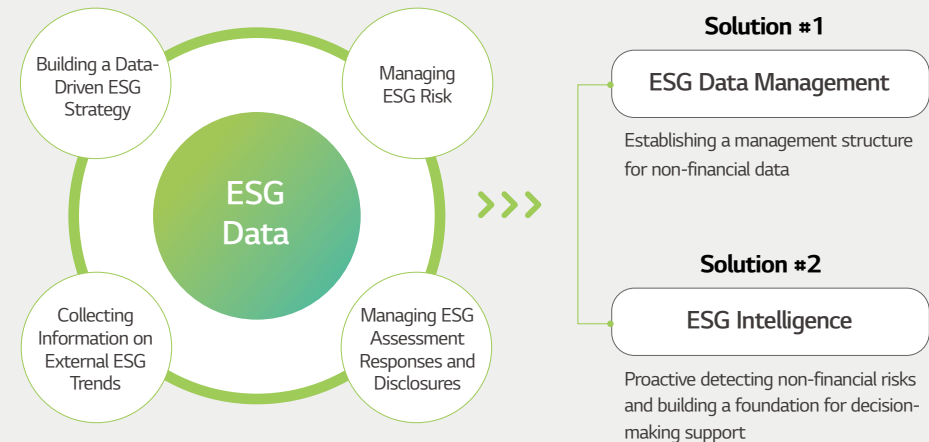 Building a Data-
Driven ESG
Strategy
Managing
ESG Risk
ESG
Data
Collecting
Information on
External ESG
Trends
Managing ESG
Assessment
Responses and
Disclosures
Solution #1
ESG Data Management
Establishing a management structure
for non-financial data
Solution #2
ESG Intelligence
Proactive detecting non-financial risks
and building a foundation for decision-
making support